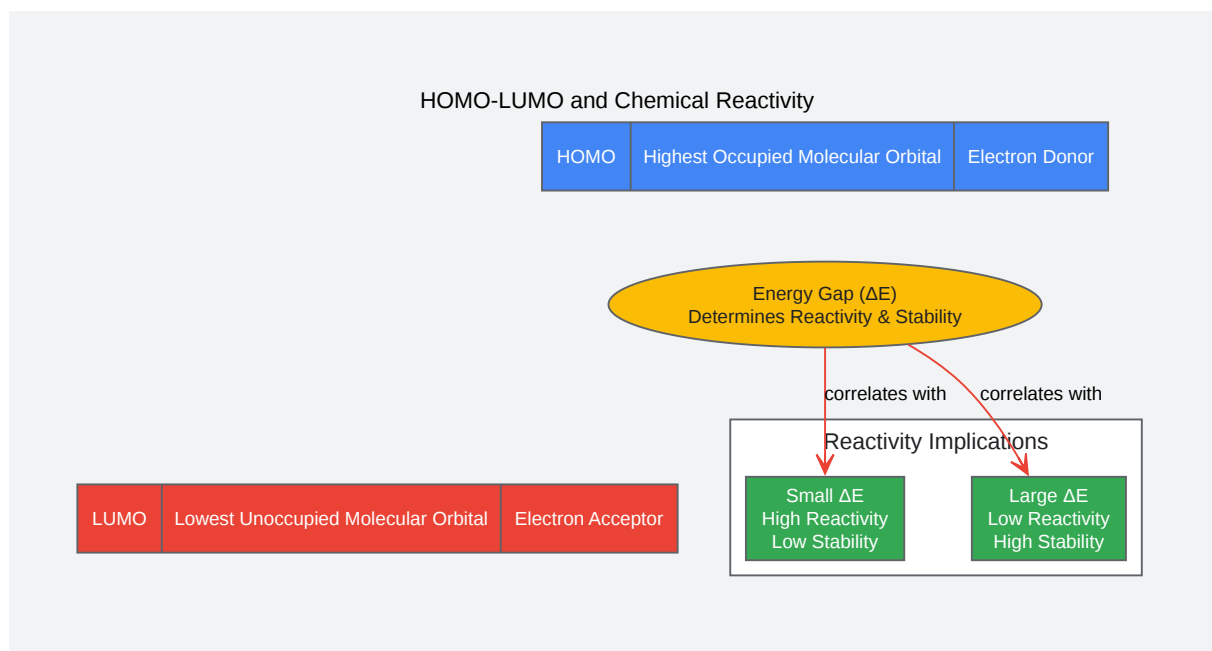 HOMO-LUMO and Chemical Reactivity
HOMO
Highest Occupied Molecular Orbital
Electron Donor
Energy Gap (ΔE)
Determines Reactivity & Stability
correlates with
correlates with
Reactivity Implications
LUMO
Lowest Unoccupied Molecular Orbital
Electron Acceptor
Small ΔE
High Reactivity
Low Stability
Large ΔE
Low Reactivity
High Stability